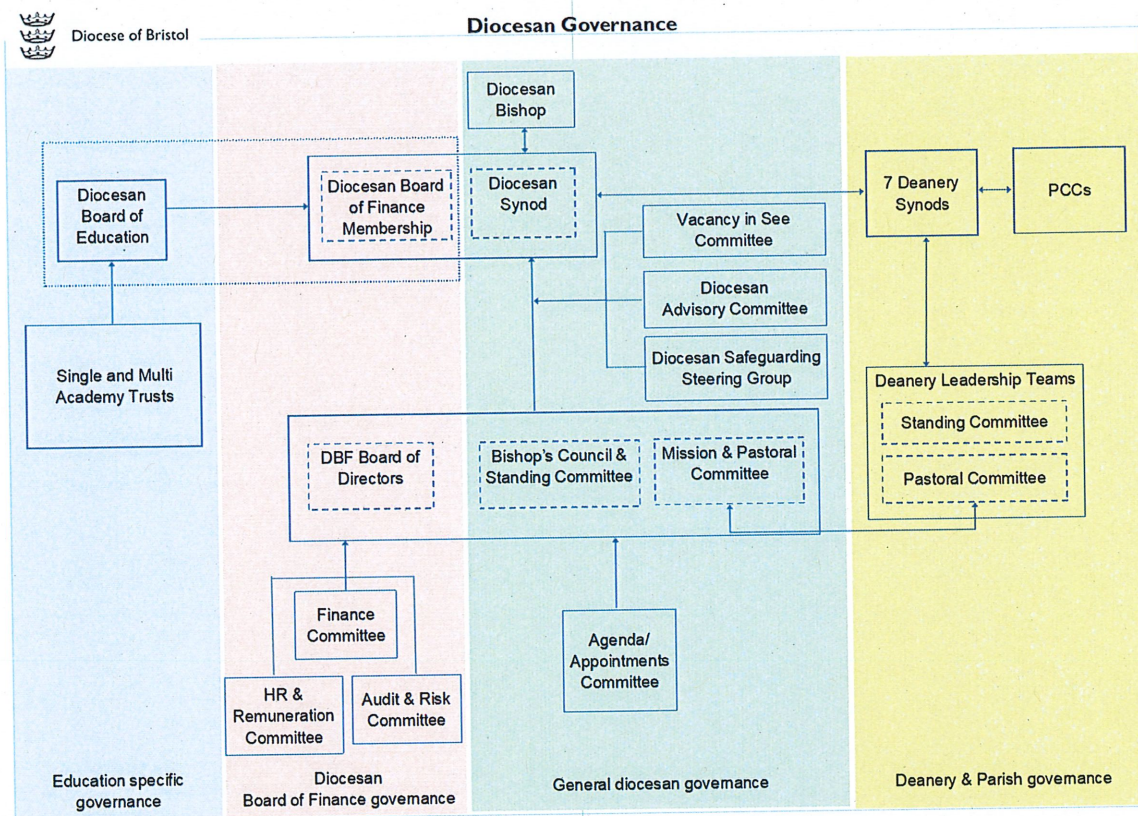 Diocese of Bristol
Diocesan Governance
Diocesan
Bishop
Diocesan
Board of
Education
Diocesan Board
of Finance
Membership
Diocesan
Synod
7 Deanery
Synods
PCCs
Vacancy in See
Committee
Diocesan
Advisory Committee
Diocesan Safeguarding
Steering Group
Single and Multi
Academy Trusts
Deanery Leadership Teams
Standing Committee
Pastoral Committee
DBF Board of
Directors
Bishop's Council &
Standing Committee
Mission & Pastoral
Committee
Finance
Committee
HR &
Remuneration
Committee
Audit & Risk
Committee
Agenda/
Appointments
Committee
Education specific
governance
Diocesan
Board of Finance governance
General diocesan governance
Deanery & Parish governance